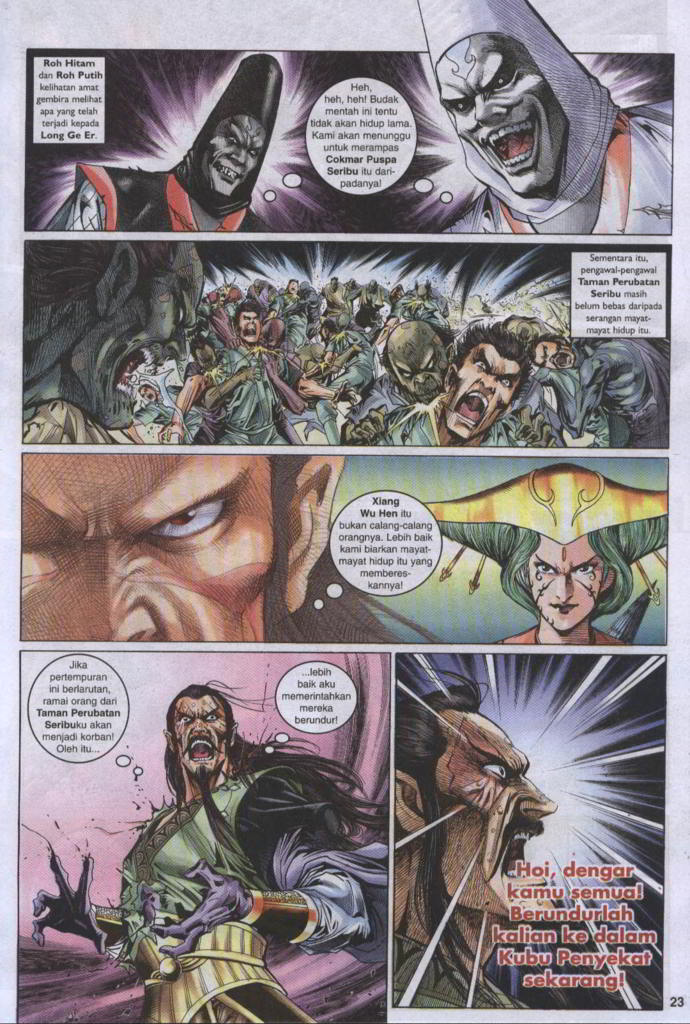 Roh Hitam
dan Roh Putih
kelihatan amat
gembira melihat
apa yang telah
terjadi kepada
Long Ge Er.
Heh,
heh, heh! Budak
mentah ini tentu
tidak akan hidup lama.
Kami akan menunggu
untuk merampas
Cokmar Puspa
Seribu itu dari-
padanya!
Sementara itu,
pengawal-pengawal
Taman Perubatan
Seribu masih
belum bebas daripada
serangan mayat-
mayat hidup itu.
Xiang
Wu Hen itu
bukan calang-calang
orangnya. Lebih baik
kami biarkan mayat-
mayat hidup itu yang
memberes-
kannya!
Jika
pertempuran
ini berlarutan,
ramai orang dari
Taman Perubatan
Seribuku akan
menjadi korban!
Oleh itu...
...lebih
baik aku
memerintahkan
mereka
berundur!
Hoi, dengar
kamu semua!
Berundurlah
kalian ke dalam
Kubu Penyekat
sekarang!
23